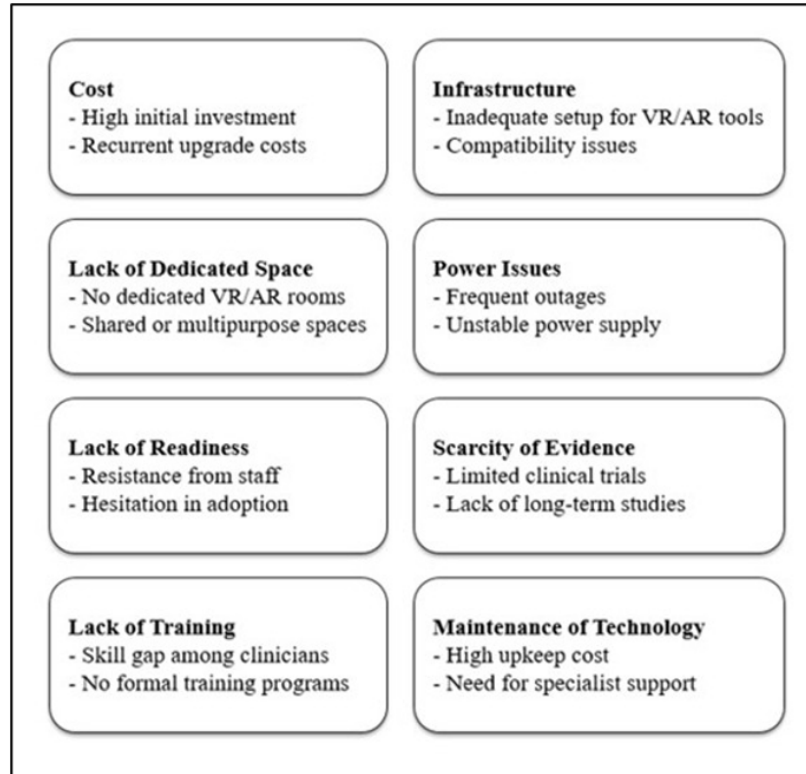 Cost
- High initial investment
- Recurrent upgrade costs
Infrastructure
- Inadequate setup for VR/AR tools
- Compatibility issues
Lack of Dedicated Space
- No dedicated VR/AR rooms
- Shared or multipurpose spaces
Power Issues
- Frequent outages
- Unstable power supply
Lack of Readiness
- Resistance from staff
- Hesitation in adoption
Scarcity of Evidence
- Limited clinical trials
- Lack of long-term studies
Lack of Training
- Skill gap among clinicians
- No formal training programs
Maintenance of Technology
- High upkeep cost
- Need for specialist support